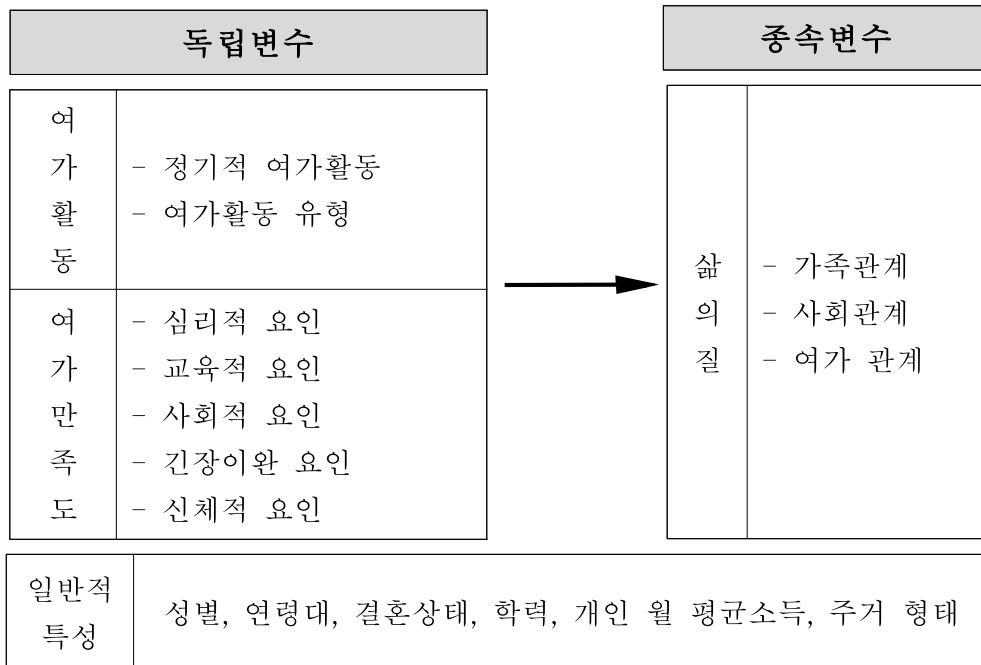 독립변수
종속변수
여
가
활
동
- 정기적 여가활동
- 여가활동 유형
여
가
만
족
도
- 심리적 요인
- 교육적 요인
- 사회적 요인
- 긴장이완 요인
- 신체적 요인
삶
의
질
- 가족관계
- 사회관계
- 여가 관계
일반적
특성
성별, 연령대, 결혼상태, 학력, 개인 월 평균소득, 주거 형태